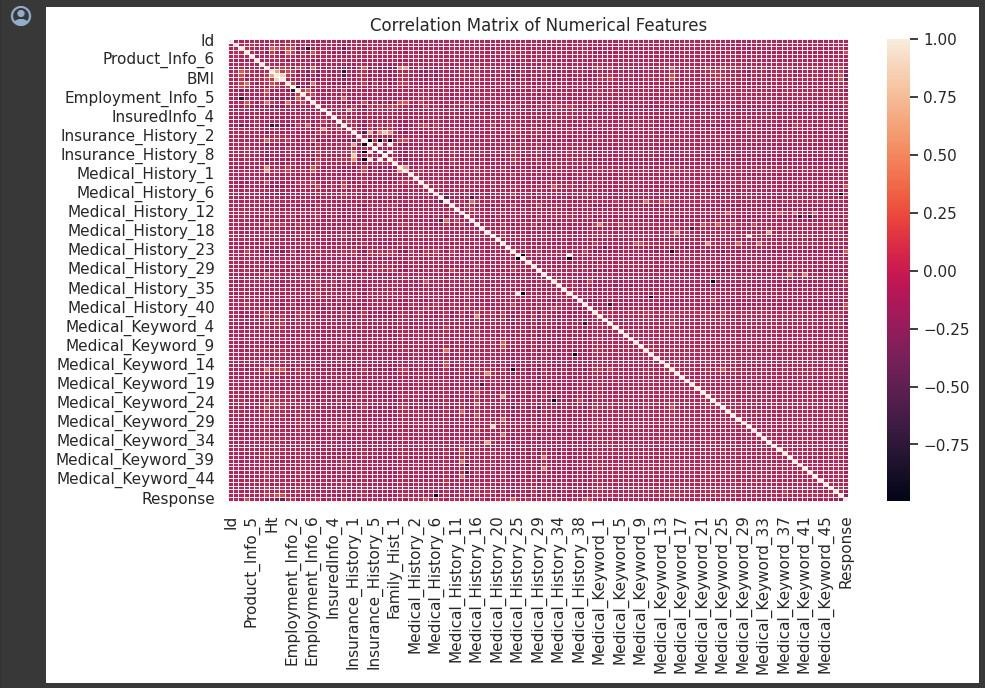 Correlation Matrix of Numerical Features
Id
Product_Info_6
BMI
Employment_Info_5
InsuredInfo_4
Insurance_History_2
Insurance_History_8
Medical_History_1
Medical_History_6
Medical_History_12
Medical_History_18
Medical_History_23
Medical_History_29
Medical_History_35
Medical_History_40
Medical_Keyword_4
Medical_Keyword_9
Medical_Keyword_14
Medical_Keyword_19
Medical_Keyword_24
Medical_Keyword_29
Medical_Keyword_34
Medical_Keyword_39
Medical_Keyword_44
Response
Id
Product_Info_5
Ht
Employment_Info_2
Employment_Info_6
InsuredInfo_4
Insurance_History_1
Insurance_History_5
Family_Hist_1
Medical_History_2
Medical_History_6
Medical_History_11
Medical_History_16
Medical_History_20
Medical_History_25
Medical_History_29
Medical_History_34
Medical_History_38
Medical_Keyword_1
Medical_Keyword_5
Medical_Keyword_9
Medical_Keyword_13
Medical_Keyword_17
Medical_Keyword_21
Medical_Keyword_25
Medical_Keyword_29
Medical_Keyword_33
Medical_Keyword_37
Medical_Keyword_41
Medical_Keyword_45
Response
1.00
0.75
0.50
0.25
0.00
−0.25
−0.50
−0.75